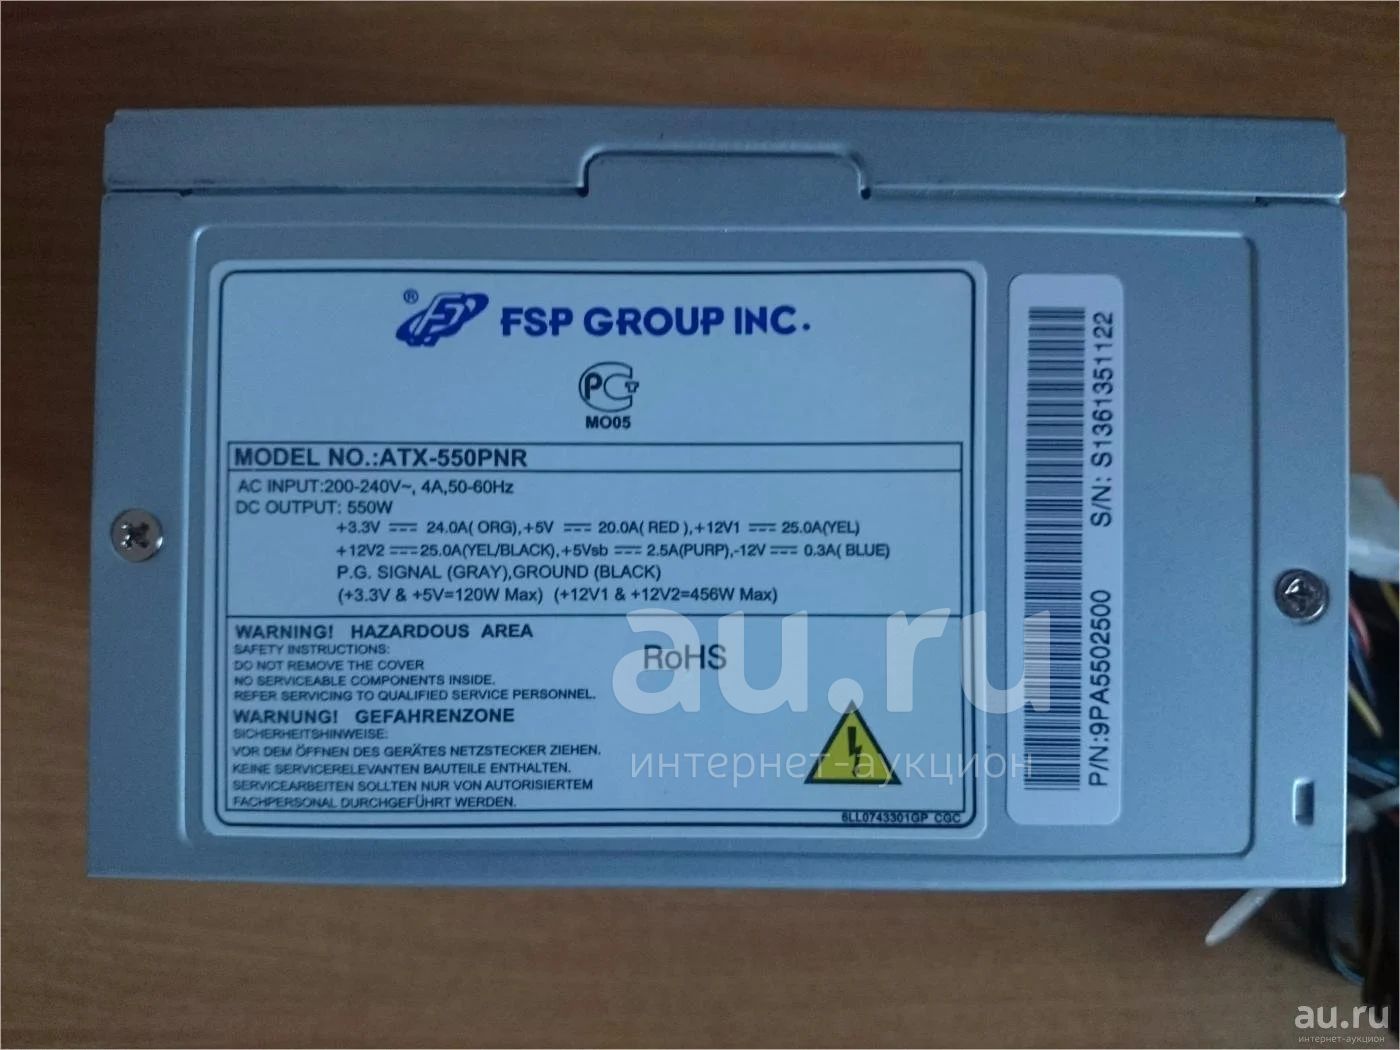 ® FSP GROUP INC.
PCT
MO05
MODEL NO.:ATX-550PNR
AC INPUT:200-240V~, 4A,50-60Hz
DC OUTPUT: 550W
+3.3V ⎓ 24.0A( ORG),+5V ⎓ 20.0A( RED ),+12V1 ⎓ 25.0A(YEL)
+12V2 ⎓ 25.0A(YEL/BLACK),+5Vsb ⎓ 2.5A(PURP),-12V ⎓ 0.3A( BLUE)
P.G. SIGNAL (GRAY),GROUND (BLACK)
(+3.3V & +5V=120W Max) (+12V1 & +12V2=456W Max)
WARNING! HAZARDOUS AREA
SAFETY INSTRUCTIONS:
DO NOT REMOVE THE COVER
NO SERVICEABLE COMPONENTS INSIDE.
REFER SERVICING TO QUALIFIED SERVICE PERSONNEL.
WARNUNG! GEFAHRENZONE
SICHERHEITSHINWEISE:
VOR DEM ÖFFNEN DES GERÄTES NETZSTECKER ZIEHEN.
KEINE SERVICERELEVANTEN BAUTEILE ENTHALTEN.
SERVICEARBEITEN SOLLTEN NUR VON AUTORISIERTEM
FACHPERSONAL DURCHGEFÜHRT WERDEN.
RoHS
6LL0743301GP CGC
P/N:9PA5502500 S/N: S1361351122
au.ru
интернет-аукцион
au.ru
интернет-аукцион